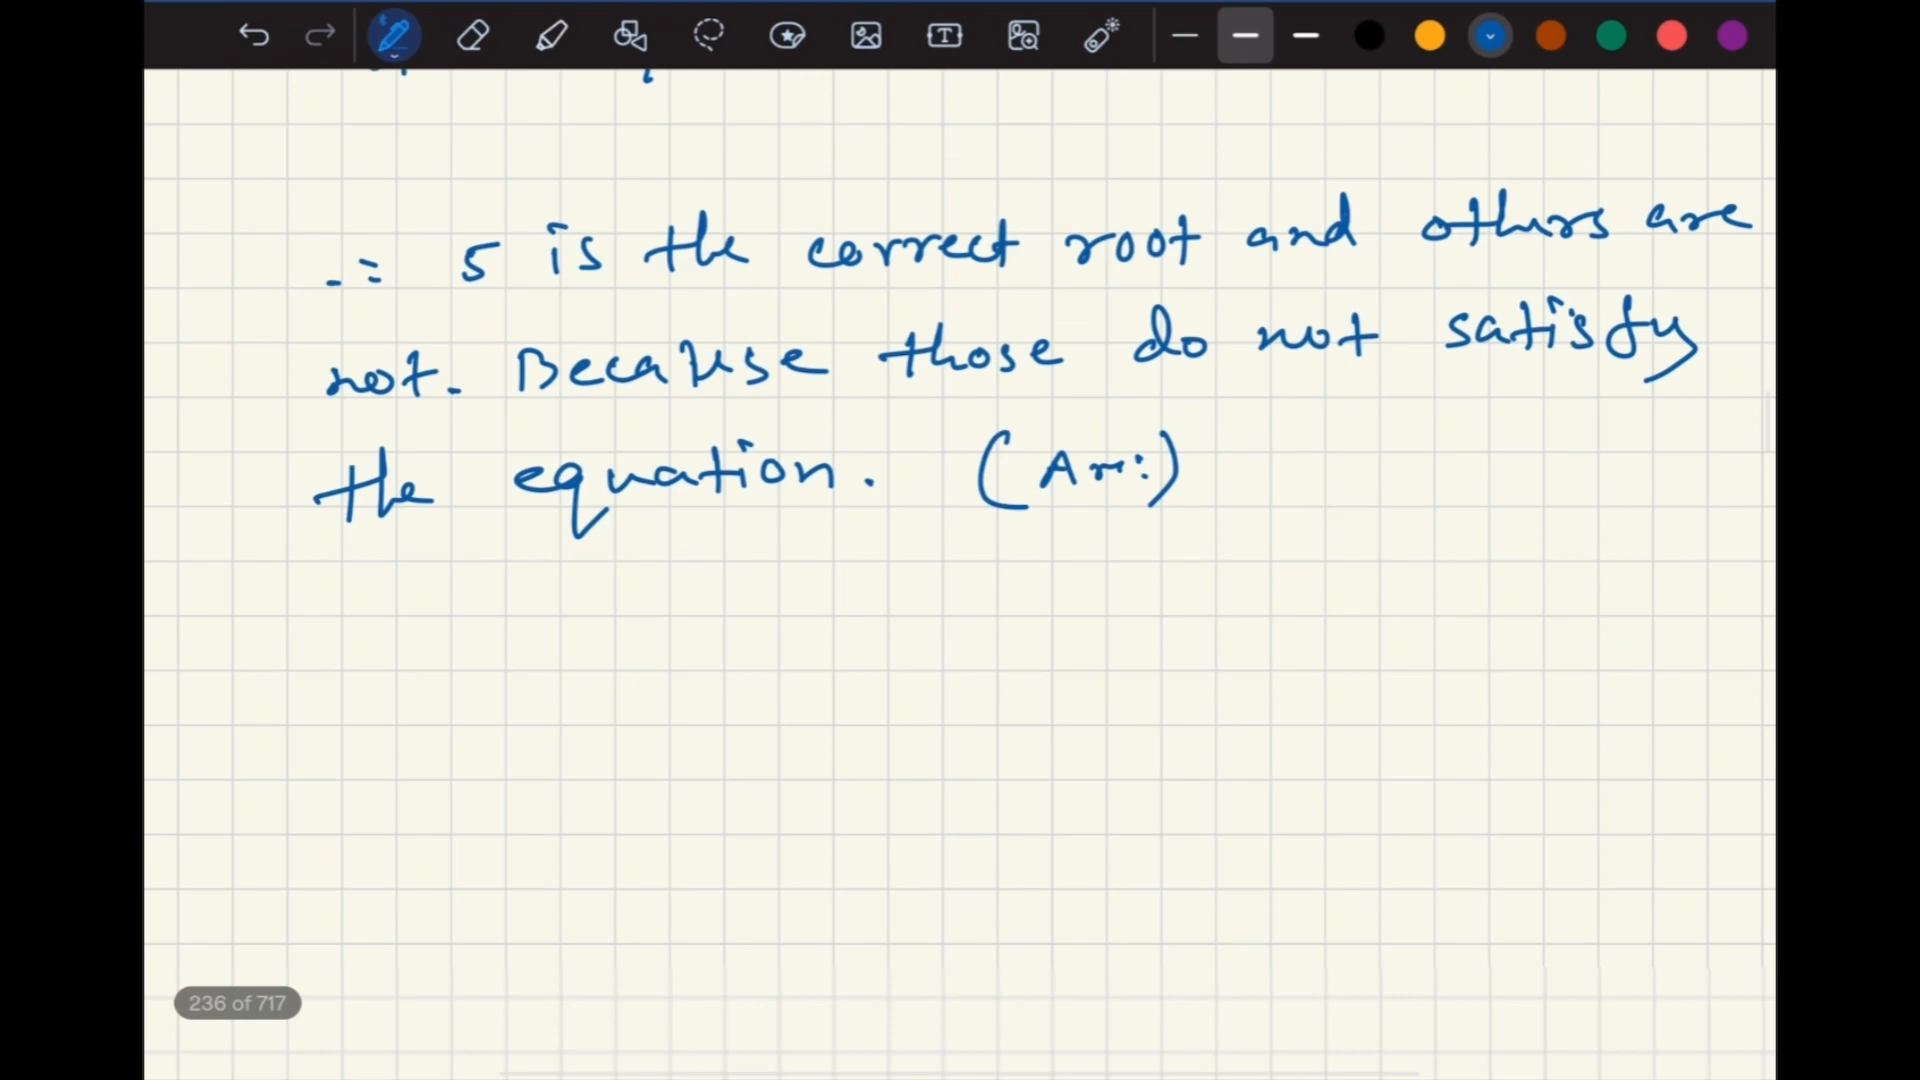 ∴ 5 is the correct root and others are
not. Because those do not satisfy
the equation. (Ans:)
236 of 717